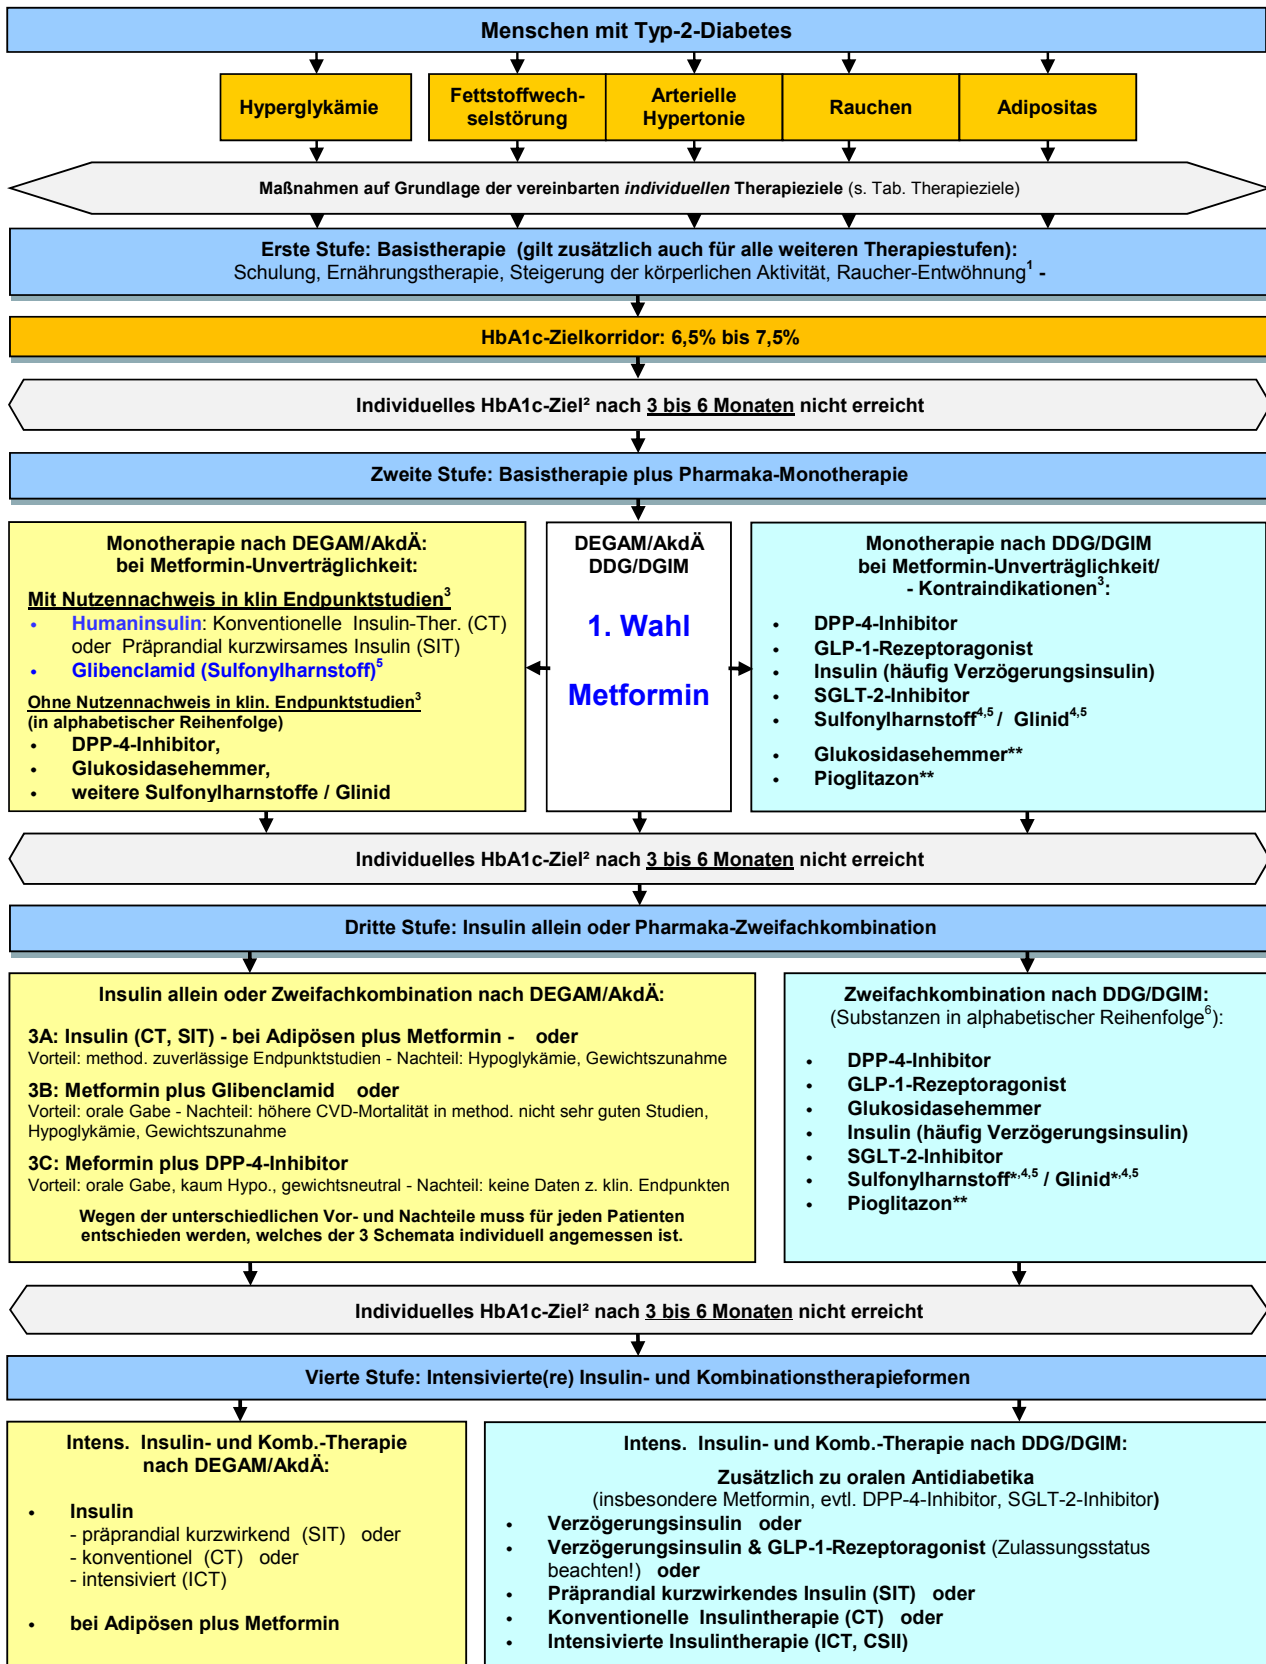 Menschen mit Typ-2-Diabetes
Hyperglykämie
Fettstoffwech-
selstörung
Arterielle
Hypertonie
Rauchen
Adipositas
Maßnahmen auf Grundlage der vereinbarten individuellen Therapieziele (s. Tab. Therapieziele)
Erste Stufe: Basistherapie (gilt zusätzlich auch für alle weiteren Therapiestufen):
Schulung, Ernährungstherapie, Steigerung der körperlichen Aktivität, Raucher-Entwöhnung¹ -
HbA1c-Zielkorridor: 6,5% bis 7,5%
Individuelles HbA1c-Ziel² nach 3 bis 6 Monaten nicht erreicht
Zweite Stufe: Basistherapie plus Pharmaka-Monotherapie
Monotherapie nach DEGAM/AkdÄ:
bei Metformin-Unverträglichkeit:
Mit Nutzennachweis in klin Endpunktstudien³
• Humaninsulin: Konventionelle Insulin-Ther. (CT)
oder Präprandial kurzwirksames Insulin (SIT)
• Glibenclamid (Sulfonylharnstoff)⁵
Ohne Nutzennachweis in klin. Endpunktstudien³
(in alphabetischer Reihenfolge)
• DPP-4-Inhibitor,
• Glukosidasehemmer,
• weitere Sulfonylharnstoffe / Glinid
DEGAM/AkdÄ
DDG/DGIM
1. Wahl
Metformin
Monotherapie nach DDG/DGIM
bei Metformin-Unverträglichkeit/
- Kontraindikationen³:
• DPP-4-Inhibitor
• GLP-1-Rezeptoragonist
• Insulin (häufig Verzögerungsinsulin)
• SGLT-2-Inhibitor
• Sulfonylharnstoff⁴,⁵ / Glinid⁴,⁵
• Glukosidasehemmer**
• Pioglitazon**
Individuelles HbA1c-Ziel² nach 3 bis 6 Monaten nicht erreicht
Dritte Stufe: Insulin allein oder Pharmaka-Zweifachkombination
Insulin allein oder Zweifachkombination nach DEGAM/AkdÄ:
3A: Insulin (CT, SIT) - bei Adipösen plus Metformin - oder
Vorteil: method. zuverlässige Endpunktstudien - Nachteil: Hypoglykämie, Gewichtszunahme
3B: Metformin plus Glibenclamid oder
Vorteil: orale Gabe - Nachteil: höhere CVD-Mortalität in method. nicht sehr guten Studien,
Hypoglykämie, Gewichtszunahme
3C: Meformin plus DPP-4-Inhibitor
Vorteil: orale Gabe, kaum Hypo., gewichtsneutral - Nachteil: keine Daten z. klin. Endpunkten
Wegen der unterschiedlichen Vor- und Nachteile muss für jeden Patienten
entschieden werden, welches der 3 Schemata individuell angemessen ist.
Zweifachkombination nach DDG/DGIM:
(Substanzen in alphabetischer Reihenfolge⁶):
• DPP-4-Inhibitor
• GLP-1-Rezeptoragonist
• Glukosidasehemmer
• Insulin (häufig Verzögerungsinsulin)
• SGLT-2-Inhibitor
• Sulfonylharnstoff*,⁴,⁵ / Glinid*,⁴,⁵
• Pioglitazon**
Individuelles HbA1c-Ziel² nach 3 bis 6 Monaten nicht erreicht
Vierte Stufe: Intensivierte(re) Insulin- und Kombinationstherapieformen
Intens. Insulin- und Komb.-Therapie
nach DEGAM/AkdÄ:
• Insulin
- präprandial kurzwirkend (SIT) oder
- konventionel (CT) oder
- intensiviert (ICT)
• bei Adipösen plus Metformin
Intens. Insulin- und Komb.-Therapie nach DDG/DGIM:
Zusätzlich zu oralen Antidiabetika
(insbesondere Metformin, evtl. DPP-4-Inhibitor, SGLT-2-Inhibitor)
• Verzögerungsinsulin oder
• Verzögerungsinsulin & GLP-1-Rezeptoragonist (Zulassungsstatus
beachten!) oder
• Präprandial kurzwirkendes Insulin (SIT) oder
• Konventionelle Insulintherapie (CT) oder
• Intensivierte Insulintherapie (ICT, CSII)